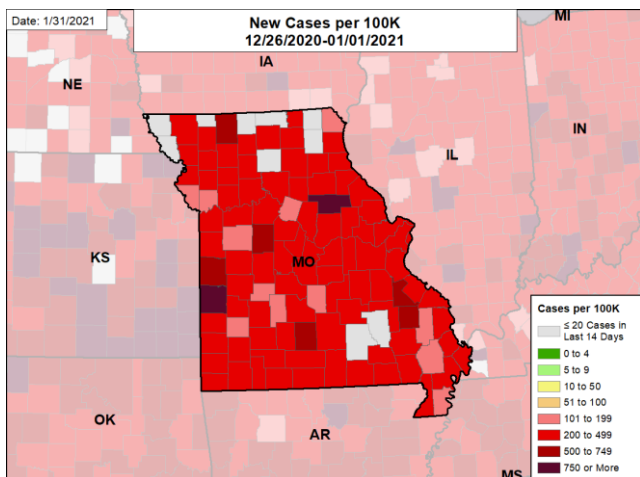 Date: 1/31/2021
New Cases per 100K
12/26/2020-01/01/2021
MI
IA
NE
IL
IN
KS
MO
Cases per 100K
≤ 20 Cases in
Last 14 Days
0 to 4
5 to 9
10 to 50
51 to 100
101 to 199
200 to 499
500 to 749
750 or More
OK
AR
MS